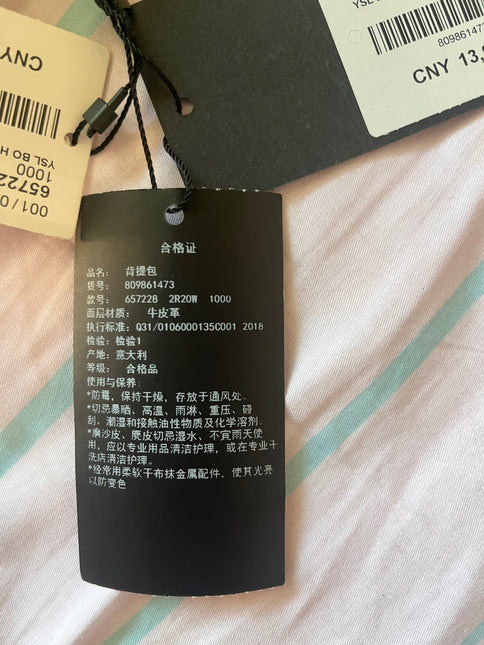 YSL
809861473
CNY 13,
CNY
001/0
65722
1000
YSL BO H
合格证
品名： 背提包
货号： 809861473
款号： 657228 2R20W 1000
面层材质： 牛皮革
执行标准：Q31/0106000135C001 2018
检验：检验1
产地：意大利
等级： 合格品
使用与保养：
*防霉，保持干燥，存放于通风处。
*切忌暴晒、高温、雨淋、重压、碰
刮、潮湿和接触油性物质及化学溶剂。
*磨沙皮、麂皮切忌湿水、不宜雨天使
用、应以专业用品清洁护理，或在专业干
洗店清洁护理。
*经常用柔软干布抹金属配件，使其光亮
以防变色